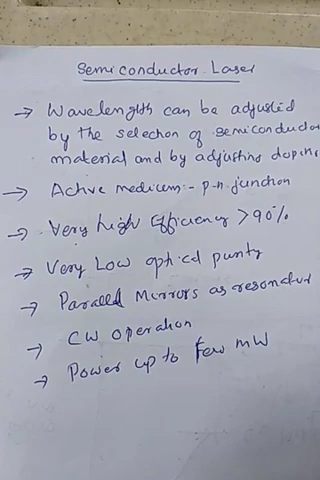 Semiconductor Laser
→ Wavelength can be adjusted
by the selection of semiconductor
material and by adjusting doping
→ Active medium:- p-n junction
→ Very high Efficiency >90%
→ Very Low optical purity
→ Parallel Mirrors as resonator
→ CW operation
→ Power up to few mW